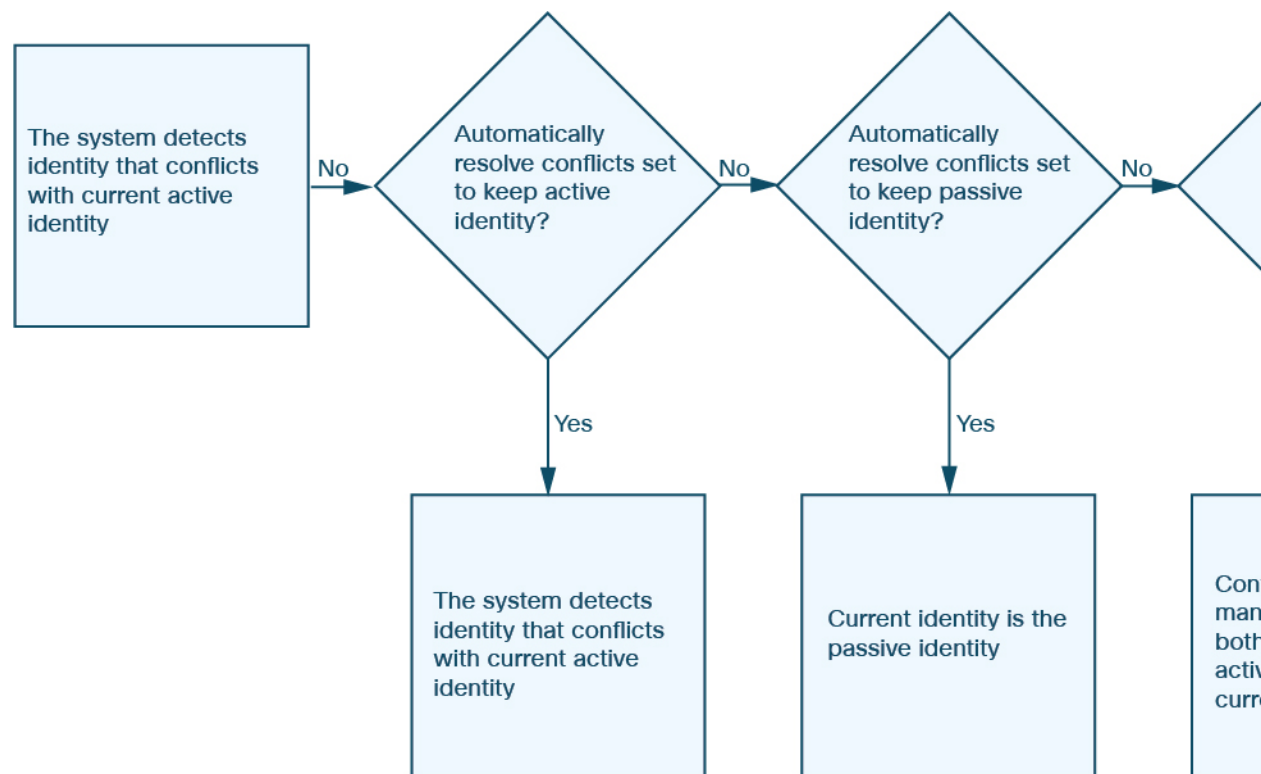 The system detects
identity that conflicts
with current active
identity
No
Automatically
resolve conflicts set
to keep active
identity?
No
Automatically
resolve conflicts set
to keep passive
identity?
No
Yes
Yes
The system detects
identity that conflicts
with current active
identity
Current identity is the
passive identity
both